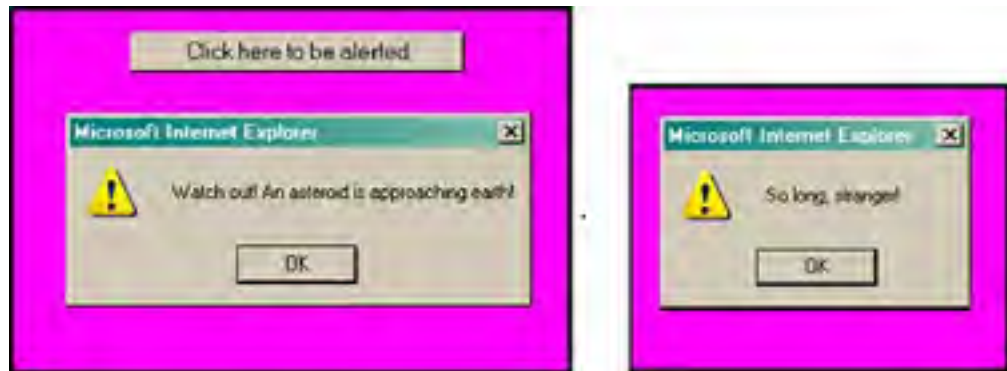 Click here to be alerted
Microsoft Internet Explorer
Watch out! An asteroid is approaching earth!
OK
.
Microsoft Internet Explorer
So long, stranger!
OK